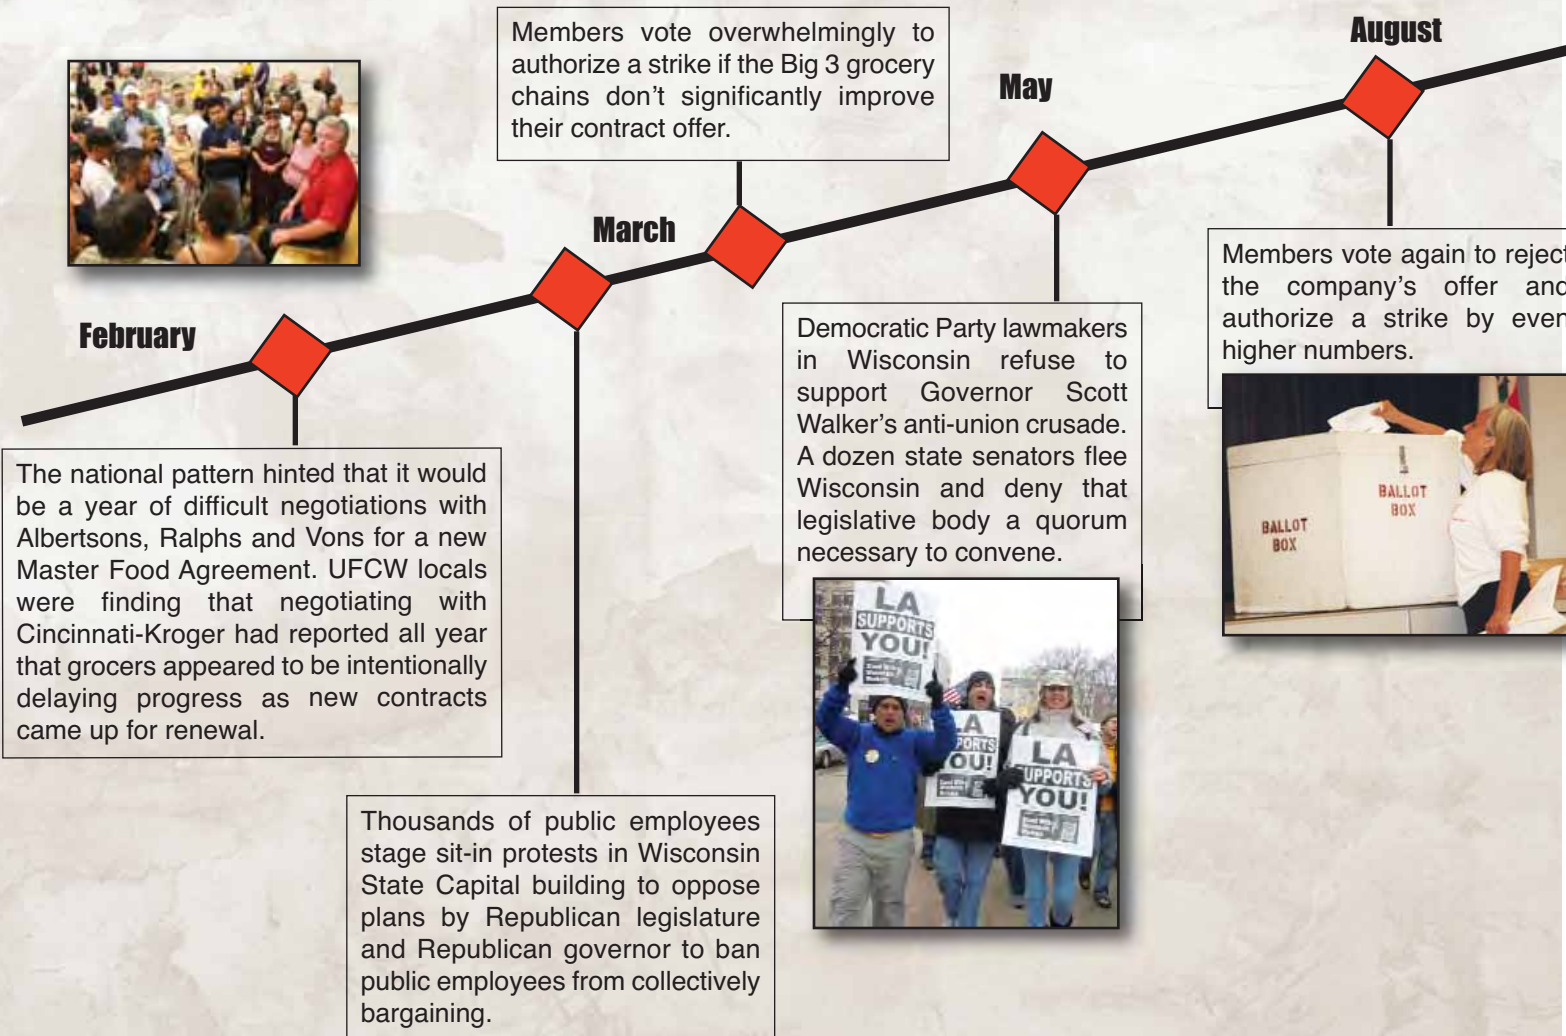 February
The national pattern hinted that it would
be a year of difficult negotiations with
Albertsons, Ralphs and Vons for a new
Master Food Agreement. UFCW locals
were finding that negotiating with
Cincinnati-Kroger had reported all year
that grocers appeared to be intentionally
delaying progress as new contracts
came up for renewal.
Thousands of public employees
stage sit-in protests in Wisconsin
State Capital building to oppose
plans by Republican legislature
and Republican governor to ban
public employees from collectively
bargaining.
March
Members vote overwhelmingly to
authorize a strike if the Big 3 grocery
chains don't significantly improve
their contract offer.
May
Democratic Party lawmakers
in Wisconsin refuse to
support Governor Scott
Walker's anti-union crusade.
A dozen state senators flee
Wisconsin and deny that
legislative body a quorum
necessary to convene.
LA
SUPPORTS
YOU!
LA
SUPPORTS
YOU!
August
Members vote again to reject
the company's offer and
authorize a strike by even
higher numbers.
BALLOT
BOX
BALLOT
BOX